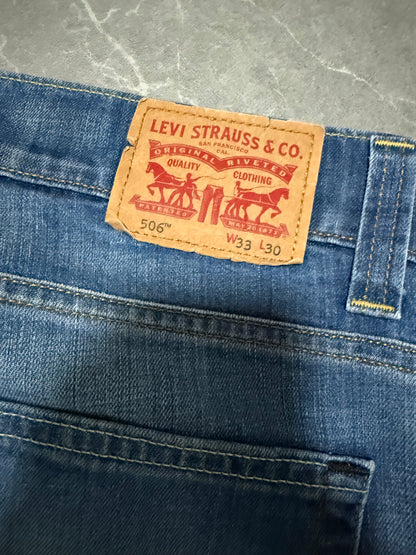 LEVI STRAUSS & CO.
SAN FRANCISCO
CAL.
ORIGINAL RIVETED
QUALITY CLOTHING
PATENTED MAY 20 1873
506™ W33 L30